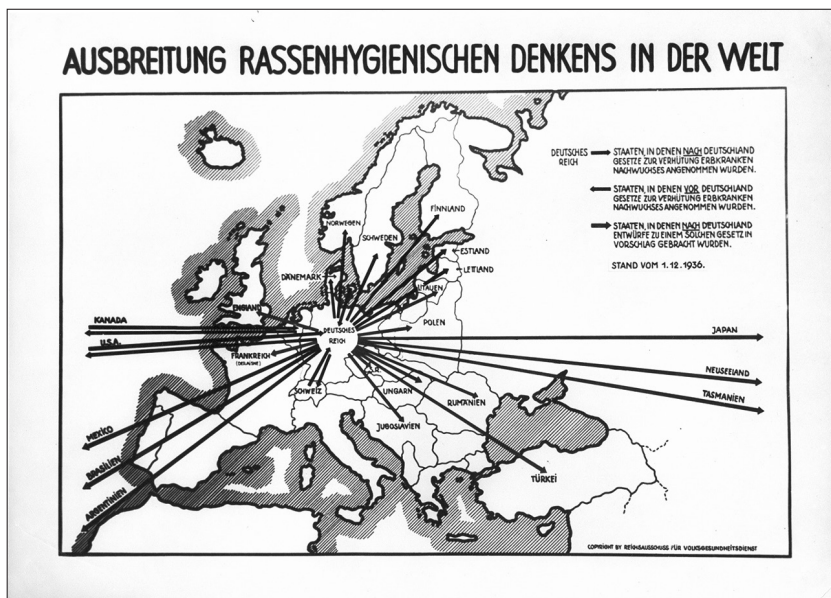 AUSBREITUNG RASSENHYGIENISCHEN DENKENS IN DER WELT
DEUTSCHES
REICH
STAATEN, IN DENEN NACH DEUTSCHLAND
GESETZE ZUR VERHÜTUNG ERBKRANKEN
NACHWUCHSES ANGENOMMEN WURDEN.
STAATEN, IN DENEN VOR DEUTSCHLAND
GESETZE ZUR VERHÜTUNG ERBKRANKEN
NACHWUCHSES ANGENOMMEN WURDEN.
STAATEN, IN DENEN NACH DEUTSCHLAND
ENTWÜRFE ZU EINEM SOLCHEN GESETZ IN
VORSCHLAG GEBRACHT WURDEN.
STAND VOM 1.12.1936.
NORWEGEN
FINNLAND
SCHWEDEN
ESTLAND
LETTLAND
DÄNEMARK
LITAUEN
ENGLAND
KANADA
POLEN
DEUTSCHES
REICH
JAPAN
U.S.A.
FRANKREICH
NEUSEELAND
SCHWEIZ
UNGARN
RUMÄNIEN
TASMANIEN
JUGOSLAVIEN
MEXIKO
BRASILIEN
TÜRKEI
ARGENTINIEN
COPYRIGHT BY REICHSAUSSCHUSS FÜR VOLKSGESUNDHEITSDIENST